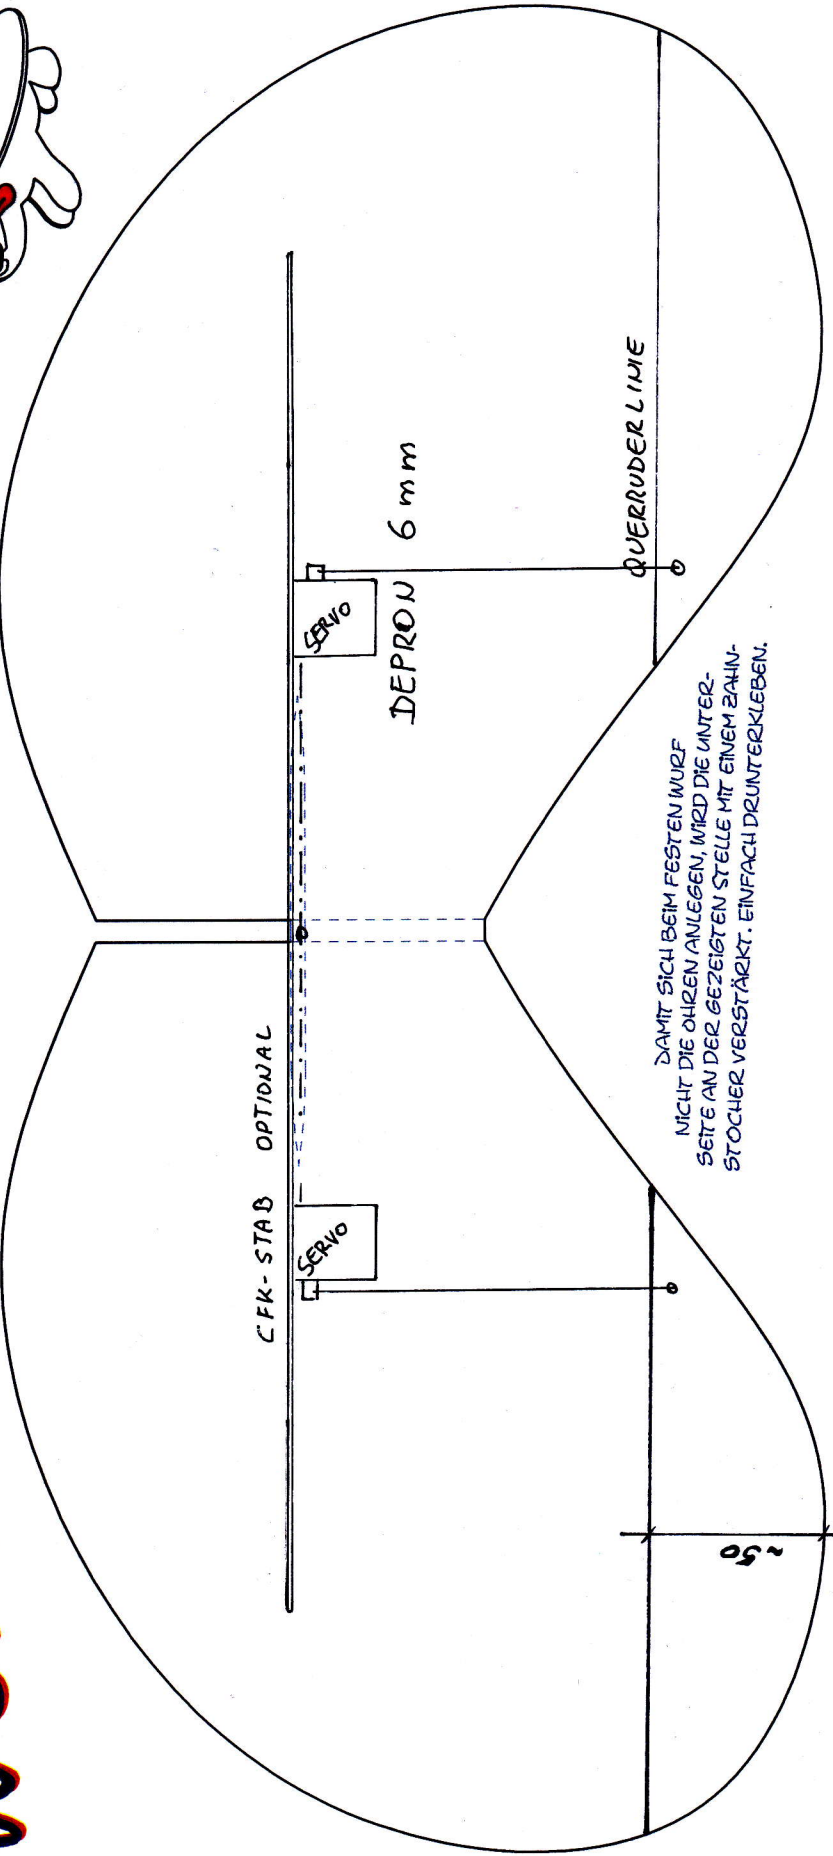 CFK-STAB OPTIONAL
SERVO
SERVO
DEPRON 6 mm
QUERRUDERLINIE
~50
DAMIT SICH BEIM FESTEN WURF
NICHT DIE OHREN ANLEGEN, WIRD DIE UNTER-
SEITE AN DER GEZEIGTEN STELLE MIT EINEM ZAHN-
STOCHER VERSTÄRKT. EINFACH DRUNTERKLEBEN.